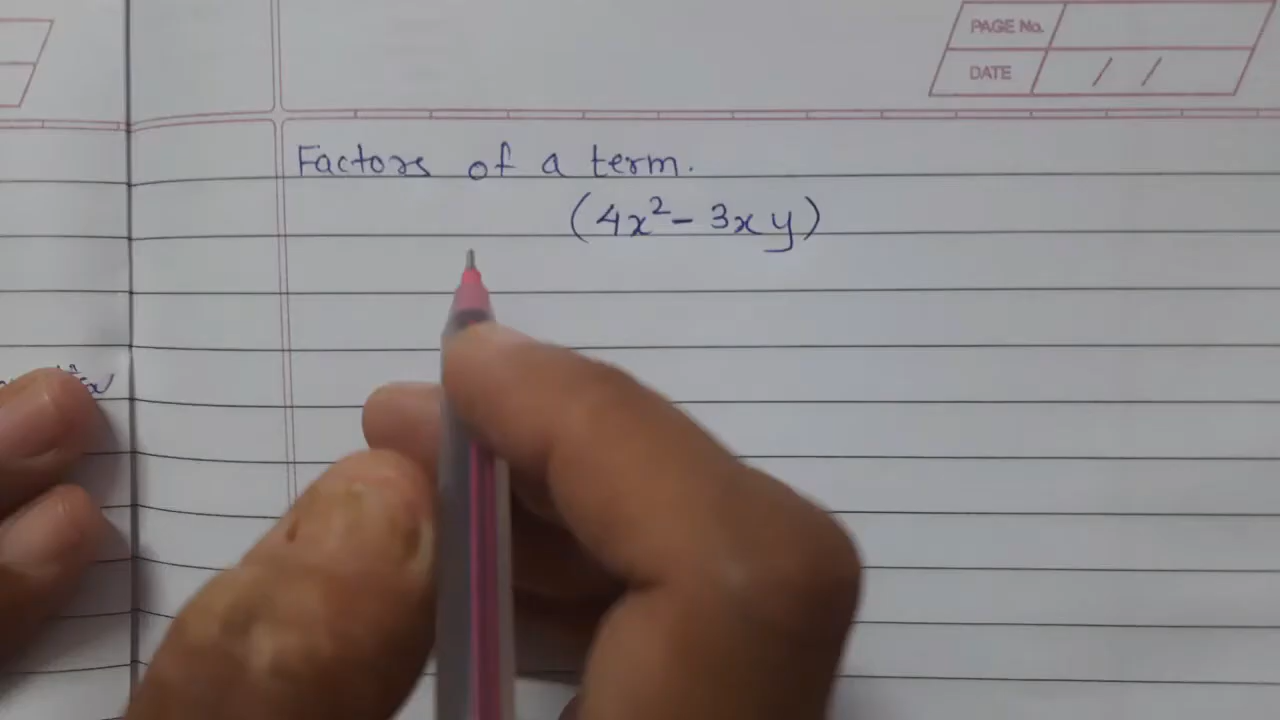 PAGE No.
DATE / /
Factors of a term.
(4x² - 3xy)